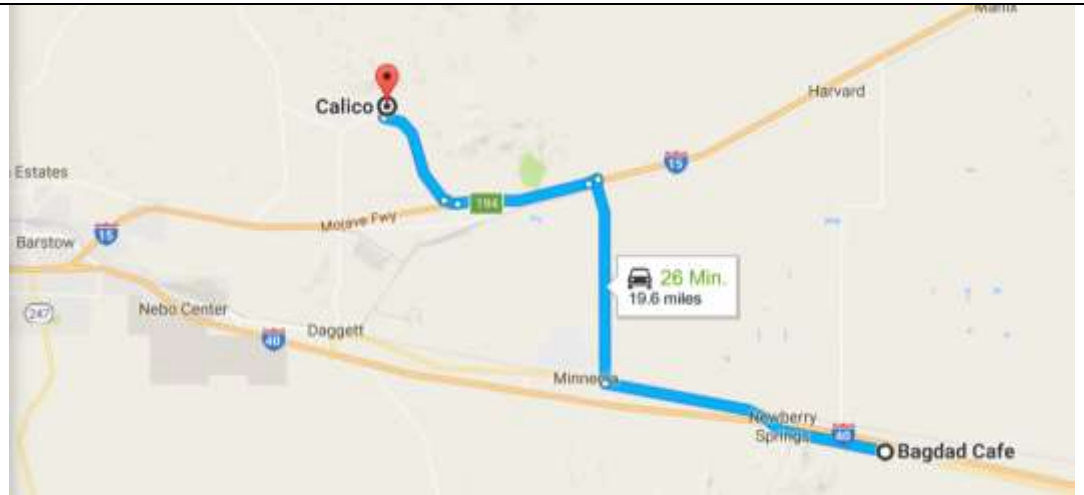 Manix
Harvard
Calico
15
Estates
194
Mojave Fwy
15
Barstow
26 Min.
19.6 miles
247
Nebo Center
Daggett
40
Minneola
Newberry
Springs
40
Bagdad Cafe